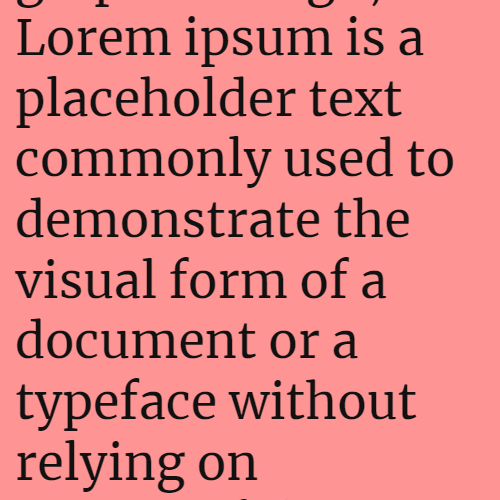 Lorem ipsum is a
placeholder text
commonly used to
demonstrate the
visual form of a
document or a
typeface without
relying on